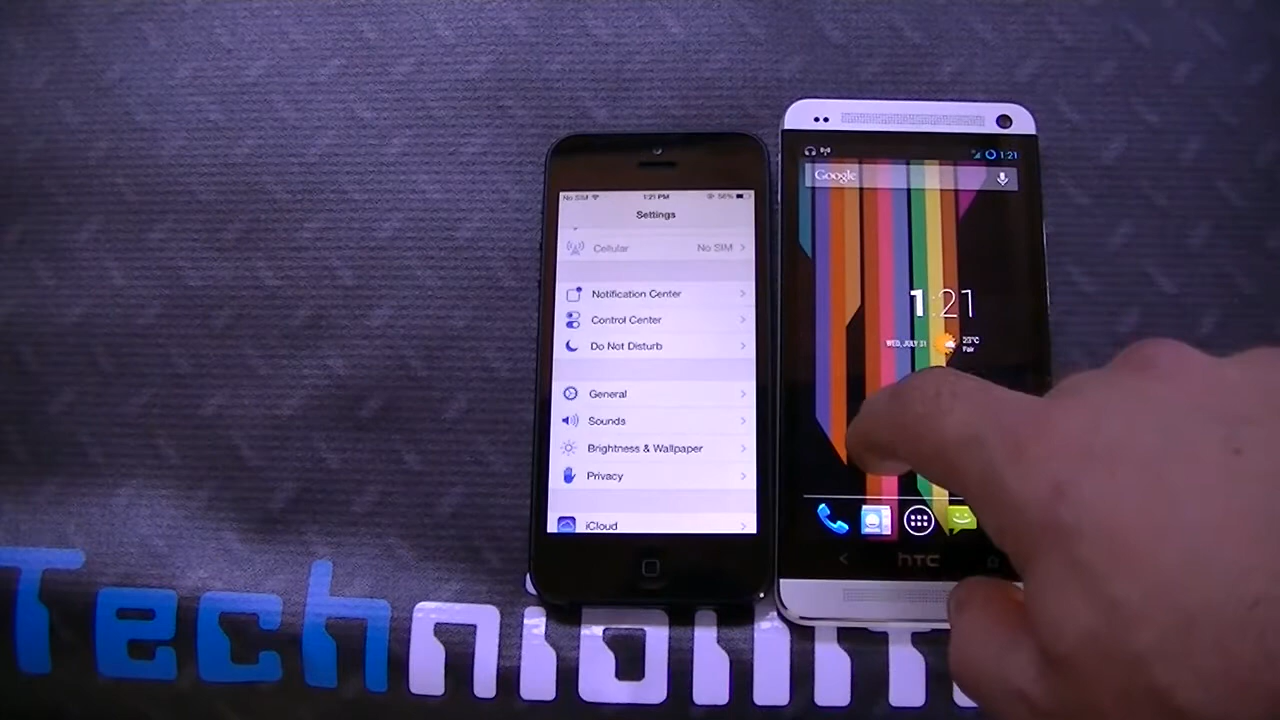 No SIM 1:21 PM 56%
Settings
Cellular No SIM
Notification Center
Control Center
Do Not Disturb
General
Sounds
Brightness & Wallpaper
Privacy
iCloud
1:21
Google
1:21
WED, JULY 31 23°C
Fair
hTC